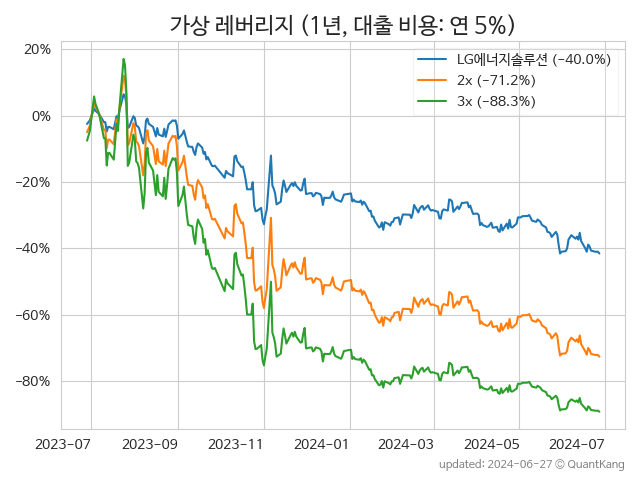 가상 레버리지 (1년, 대출 비용: 연 5%)
20%
0%
−20%
−40%
−60%
−80%
LG에너지솔루션 (−40.0%)
2x (−71.2%)
3x (−88.3%)
2023-07 2023-09 2023-11 2024-01 2024-03 2024-05 2024-07
updated: 2024-06-27 © QuantKang